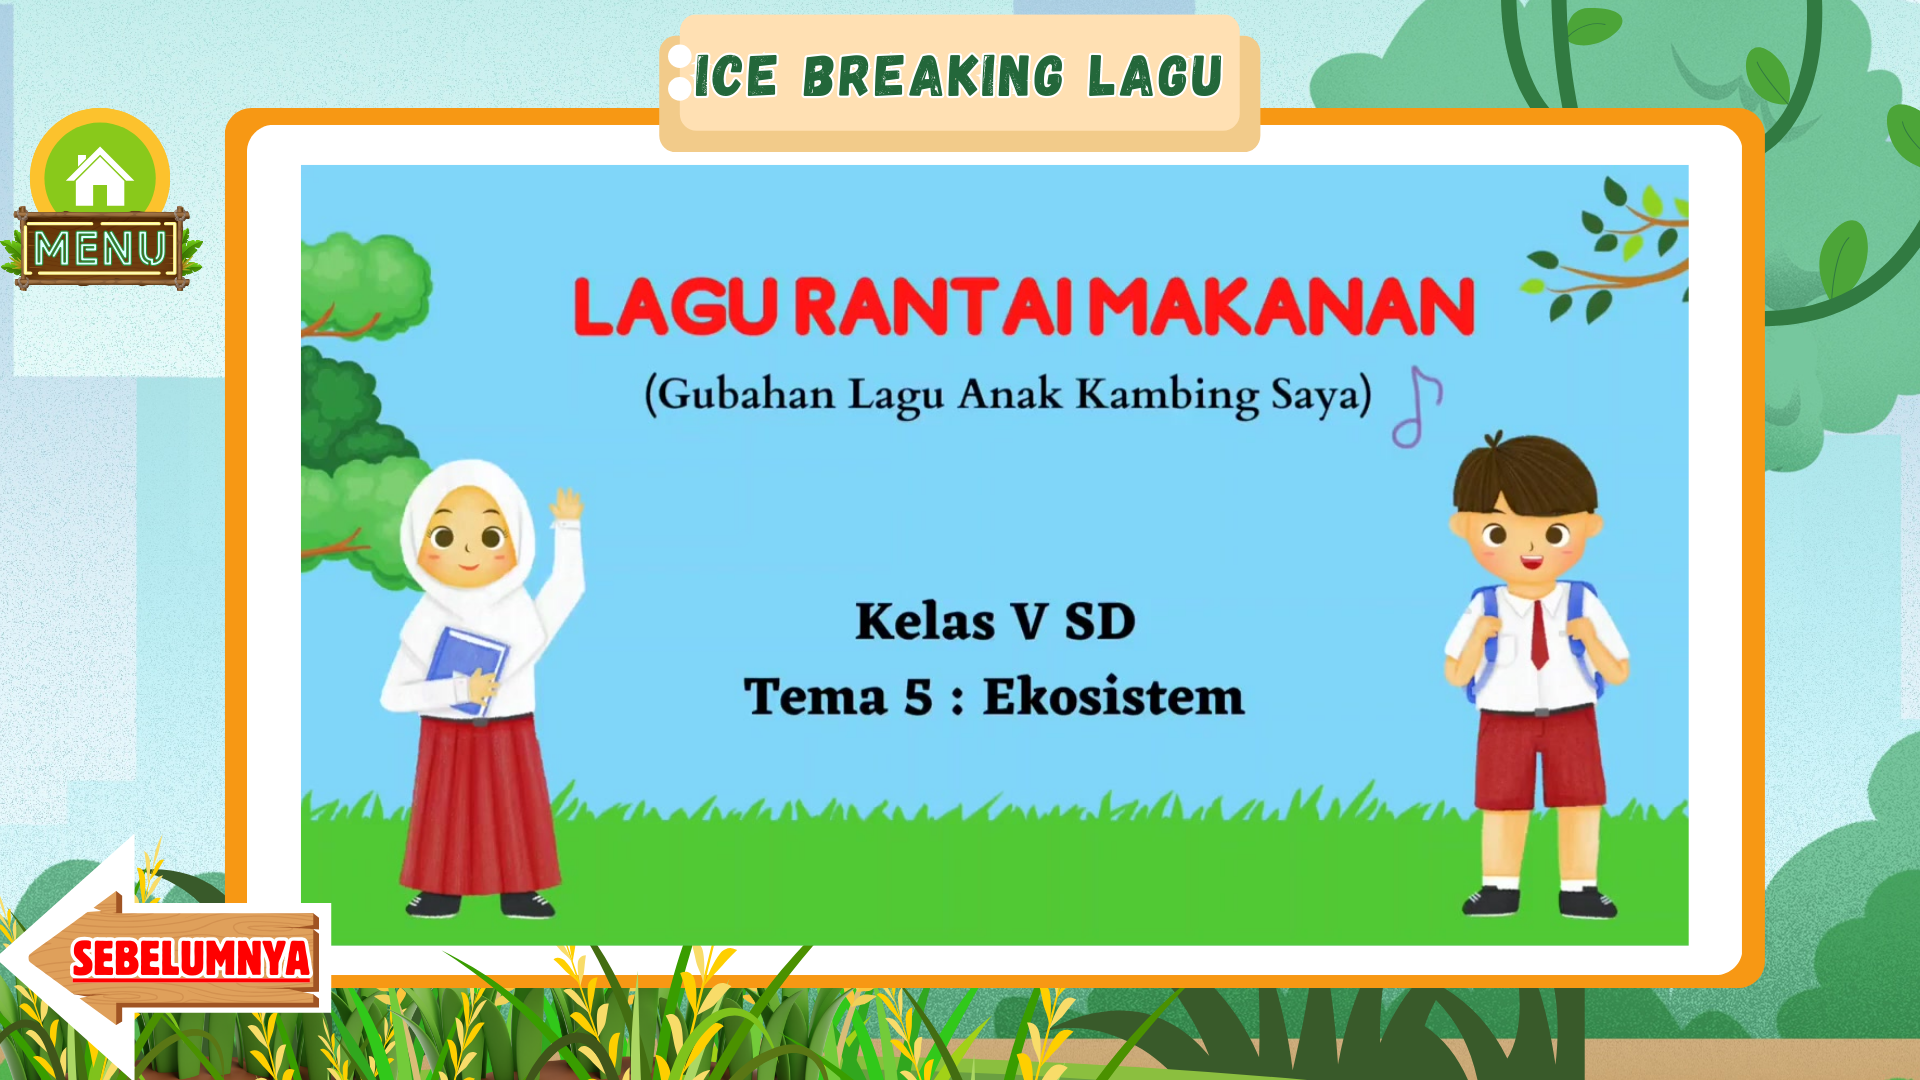 ICE BREAKING LAGU
MENU
LAGU RANTAI MAKANAN
(Gubahan Lagu Anak Kambing Saya)
Kelas V SD
Tema 5 : Ekosistem
SEBELUMNYA